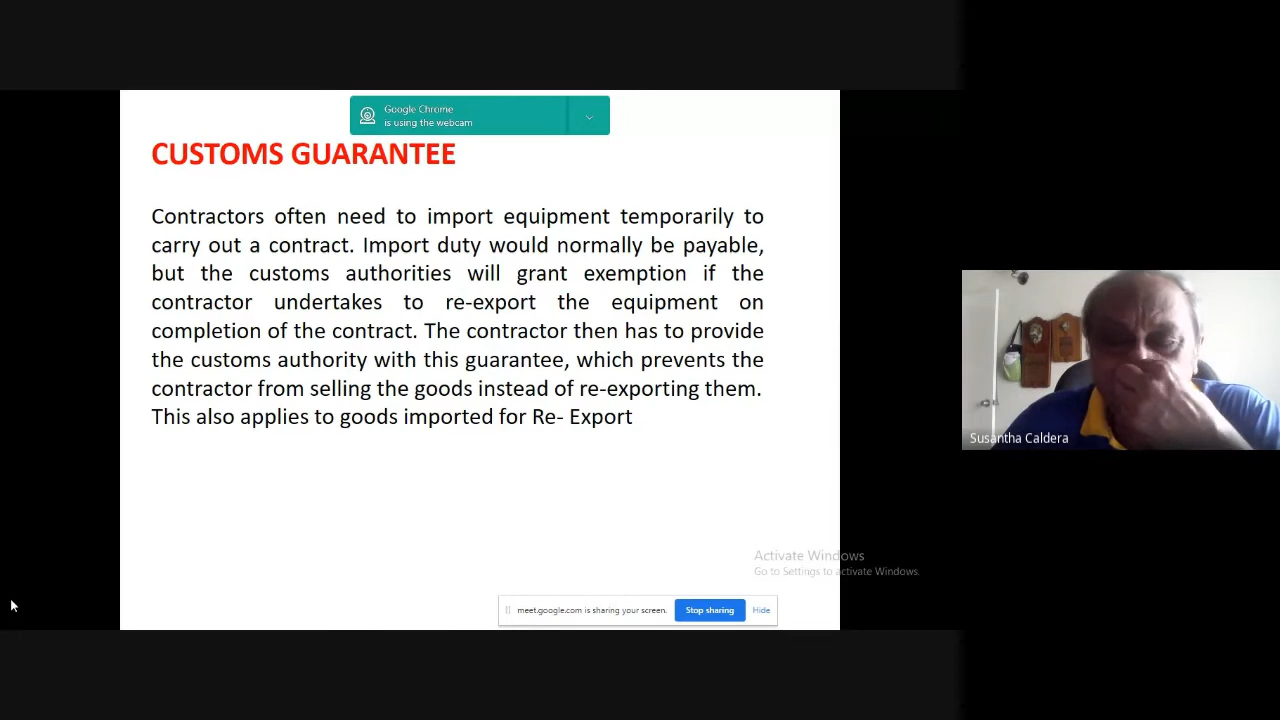 Google Chrome
is using the webcam
CUSTOMS GUARANTEE
Contractors often need to import equipment temporarily to
carry out a contract. Import duty would normally be payable,
but the customs authorities will grant exemption if the
contractor undertakes to re-export the equipment on
completion of the contract. The contractor then has to provide
the customs authority with this guarantee, which prevents the
contractor from selling the goods instead of re-exporting them.
This also applies to goods imported for Re- Export
Susantha Caldera
Activate Windows
Go to Settings to activate Windows.
meet.google.com is sharing your screen.
Stop sharing
Hide